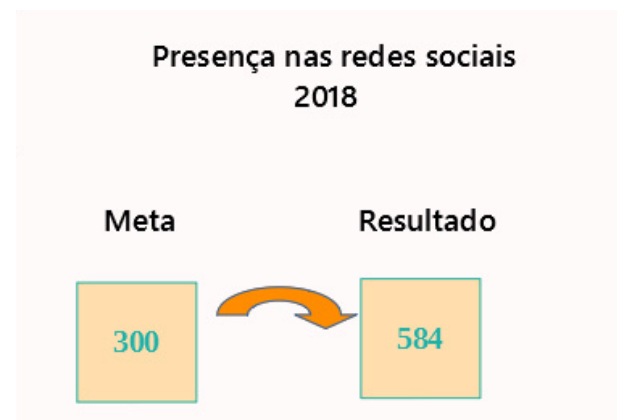 Presença nas redes sociais
2018
Meta
Resultado
300
584